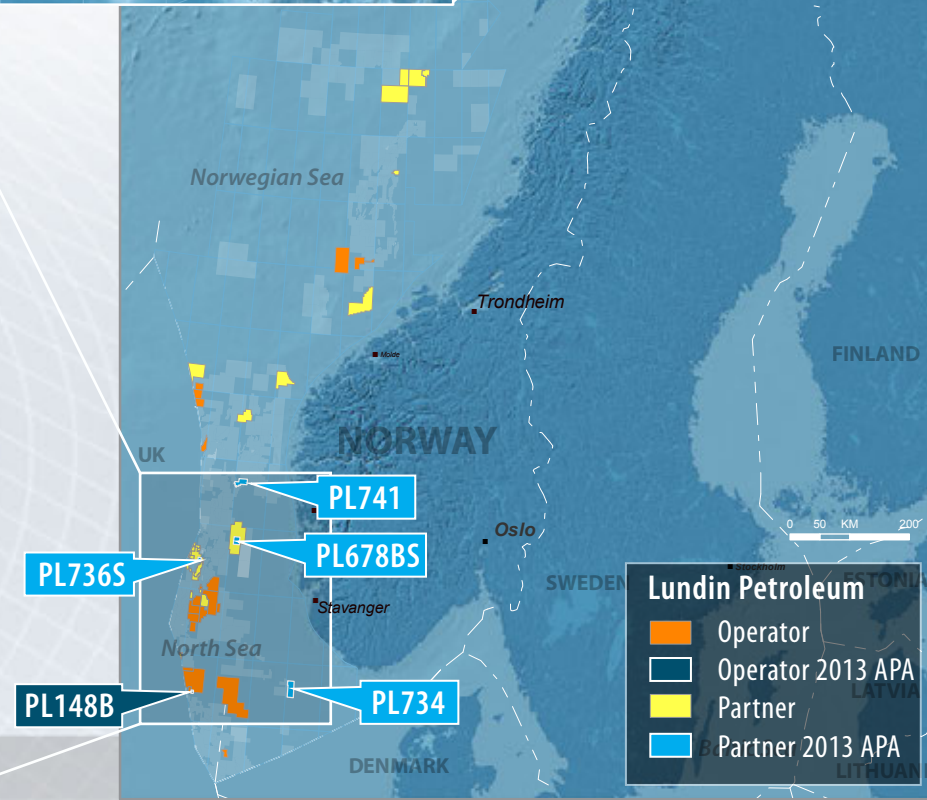 Norwegian Sea
Trondheim
Molde
FINLAND
NORWAY
UK
PL741
0 50 KM 200
Oslo
PL678BS
PL736S
Stockholm
SWEDEN
ESTONIA
Lundin Petroleum
Operator
Operator 2013 APA
Partner
Partner 2013 APA
Stavanger
North Sea
LATVIA
PL148B
PL734
DENMARK
LITHUAN